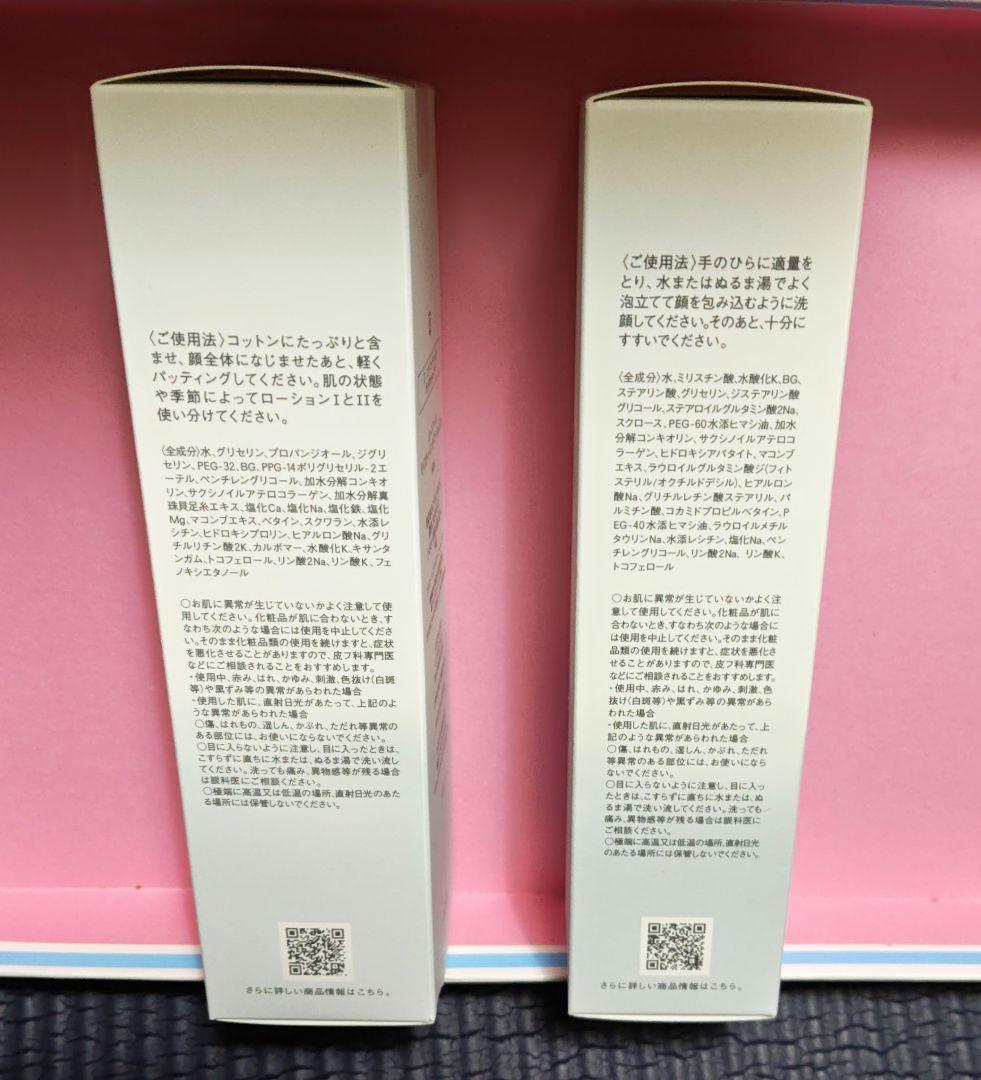 〈ご使用法〉コットンにたっぷりと含
ませ、顔全体になじませたあと、軽く
パッティングしてください。肌の状態
や季節によってローションIとIIを
使い分けてください。
〈全成分〉水、グリセリン、プロパンジオール、ジグリ
セリン、PEG-32、BG、PPG-14ポリグリセリル-2エ
ーテル、ペンチレングリコール、加水分解コンキオ
リン、サクシノイルアテロコラーゲン、加水分解真
珠貝足糸エキス、塩化Ca、塩化Na、塩化鉄、塩化
Mg、マコンブエキス、ベタイン、スクワラン、水添レ
シチン、ヒドロキシプロリン、ヒアルロン酸Na、グリ
チルリチン酸2K、カルボマー、水酸化K、キサンタ
ンガム、トコフェロール、リン酸2Na、リン酸K、フェ
ノキシエタノール
○お肌に異常が生じていないかよく注意して使
用してください。化粧品が肌に合わないとき、す
なわち次のような場合には使用を中止してくださ
い。そのまま化粧品類の使用を続けますと、症状
を悪化させることがありますので、皮フ科専門医
などにご相談されることをおすすめします。
・使用中、赤み、はれ、かゆみ、刺激、色抜け(白斑
等)や黒ずみ等の異常があらわれた場合
・使用した肌に、直射日光があたって、上記のよ
うな異常があらわれた場合
○傷、はれもの、湿しん、かぶれ、ただれ等異常の
ある部位には、お使いにならないでください。
○目に入らないように注意し、目に入ったときは、
こすらずに直ちに水または、ぬるま湯で洗い流し
てください。洗っても痛み、異物感等が残る場合
は眼科医にご相談ください。
○極端に高温又は低温の場所、直射日光のあた
る場所には保管しないでください。
さらに詳しい商品情報はこちら。
〈ご使用法〉手のひらに適量を
とり、水またはぬるま湯でよく
泡立てて顔を包み込むように洗
顔してください。そのあと、十分に
すすいでください。
〈全成分〉水、ミリスチン酸、水酸化K、BG、
ステアリン酸、グリセリン、ジステアリン酸
グリコール、ステアロイルグルタミン酸2Na、
スクロース、PEG-60水添ヒマシ油、加水
分解コンキオリン、サクシノイルアテロコ
ラーゲン、ヒドロキシアパタイト、マコンブ
エキス、ラウロイルグルタミン酸ジ(フィト
ステリル/オクチルドデシル)、ヒアルロン
酸Na、グリチルレチン酸ステアリル、パ
ルミチン酸、コカミドプロピルベタイン、P
EG-40水添ヒマシ油、ラウロイルメチル
タウリンNa、水添レシチン、塩化Na、ペン
チレングリコール、リン酸2Na、リン酸K、
トコフェロール
○お肌に異常が生じていないかよく注
意して使用してください。化粧品が肌に
合わないとき、すなわち次のような場合に
は使用を中止してください。そのまま化粧
品類の使用を続けますと、症状を悪化さ
せることがありますので、皮フ科専門医
などにご相談されることをおすすめします。
・使用中、赤み、はれ、かゆみ、刺激、色
抜け(白斑等)や黒ずみ等の異常があら
われた場合
・使用した肌に、直射日光があたって、上
記のような異常があらわれた場合
○傷、はれもの、湿しん、かぶれ、ただれ
等異常のある部位には、お使いになら
ないでください。
○目に入らないように注意し、目に入っ
たときは、こすらずに直ちに水または、ぬ
るま湯で洗い流してください。洗っても
痛み、異物感等が残る場合は眼科医に
ご相談ください。
○極端に高温又は低温の場所、直射日光
のあたる場所には保管しないでください。
さらに詳しい商品情報はこちら。